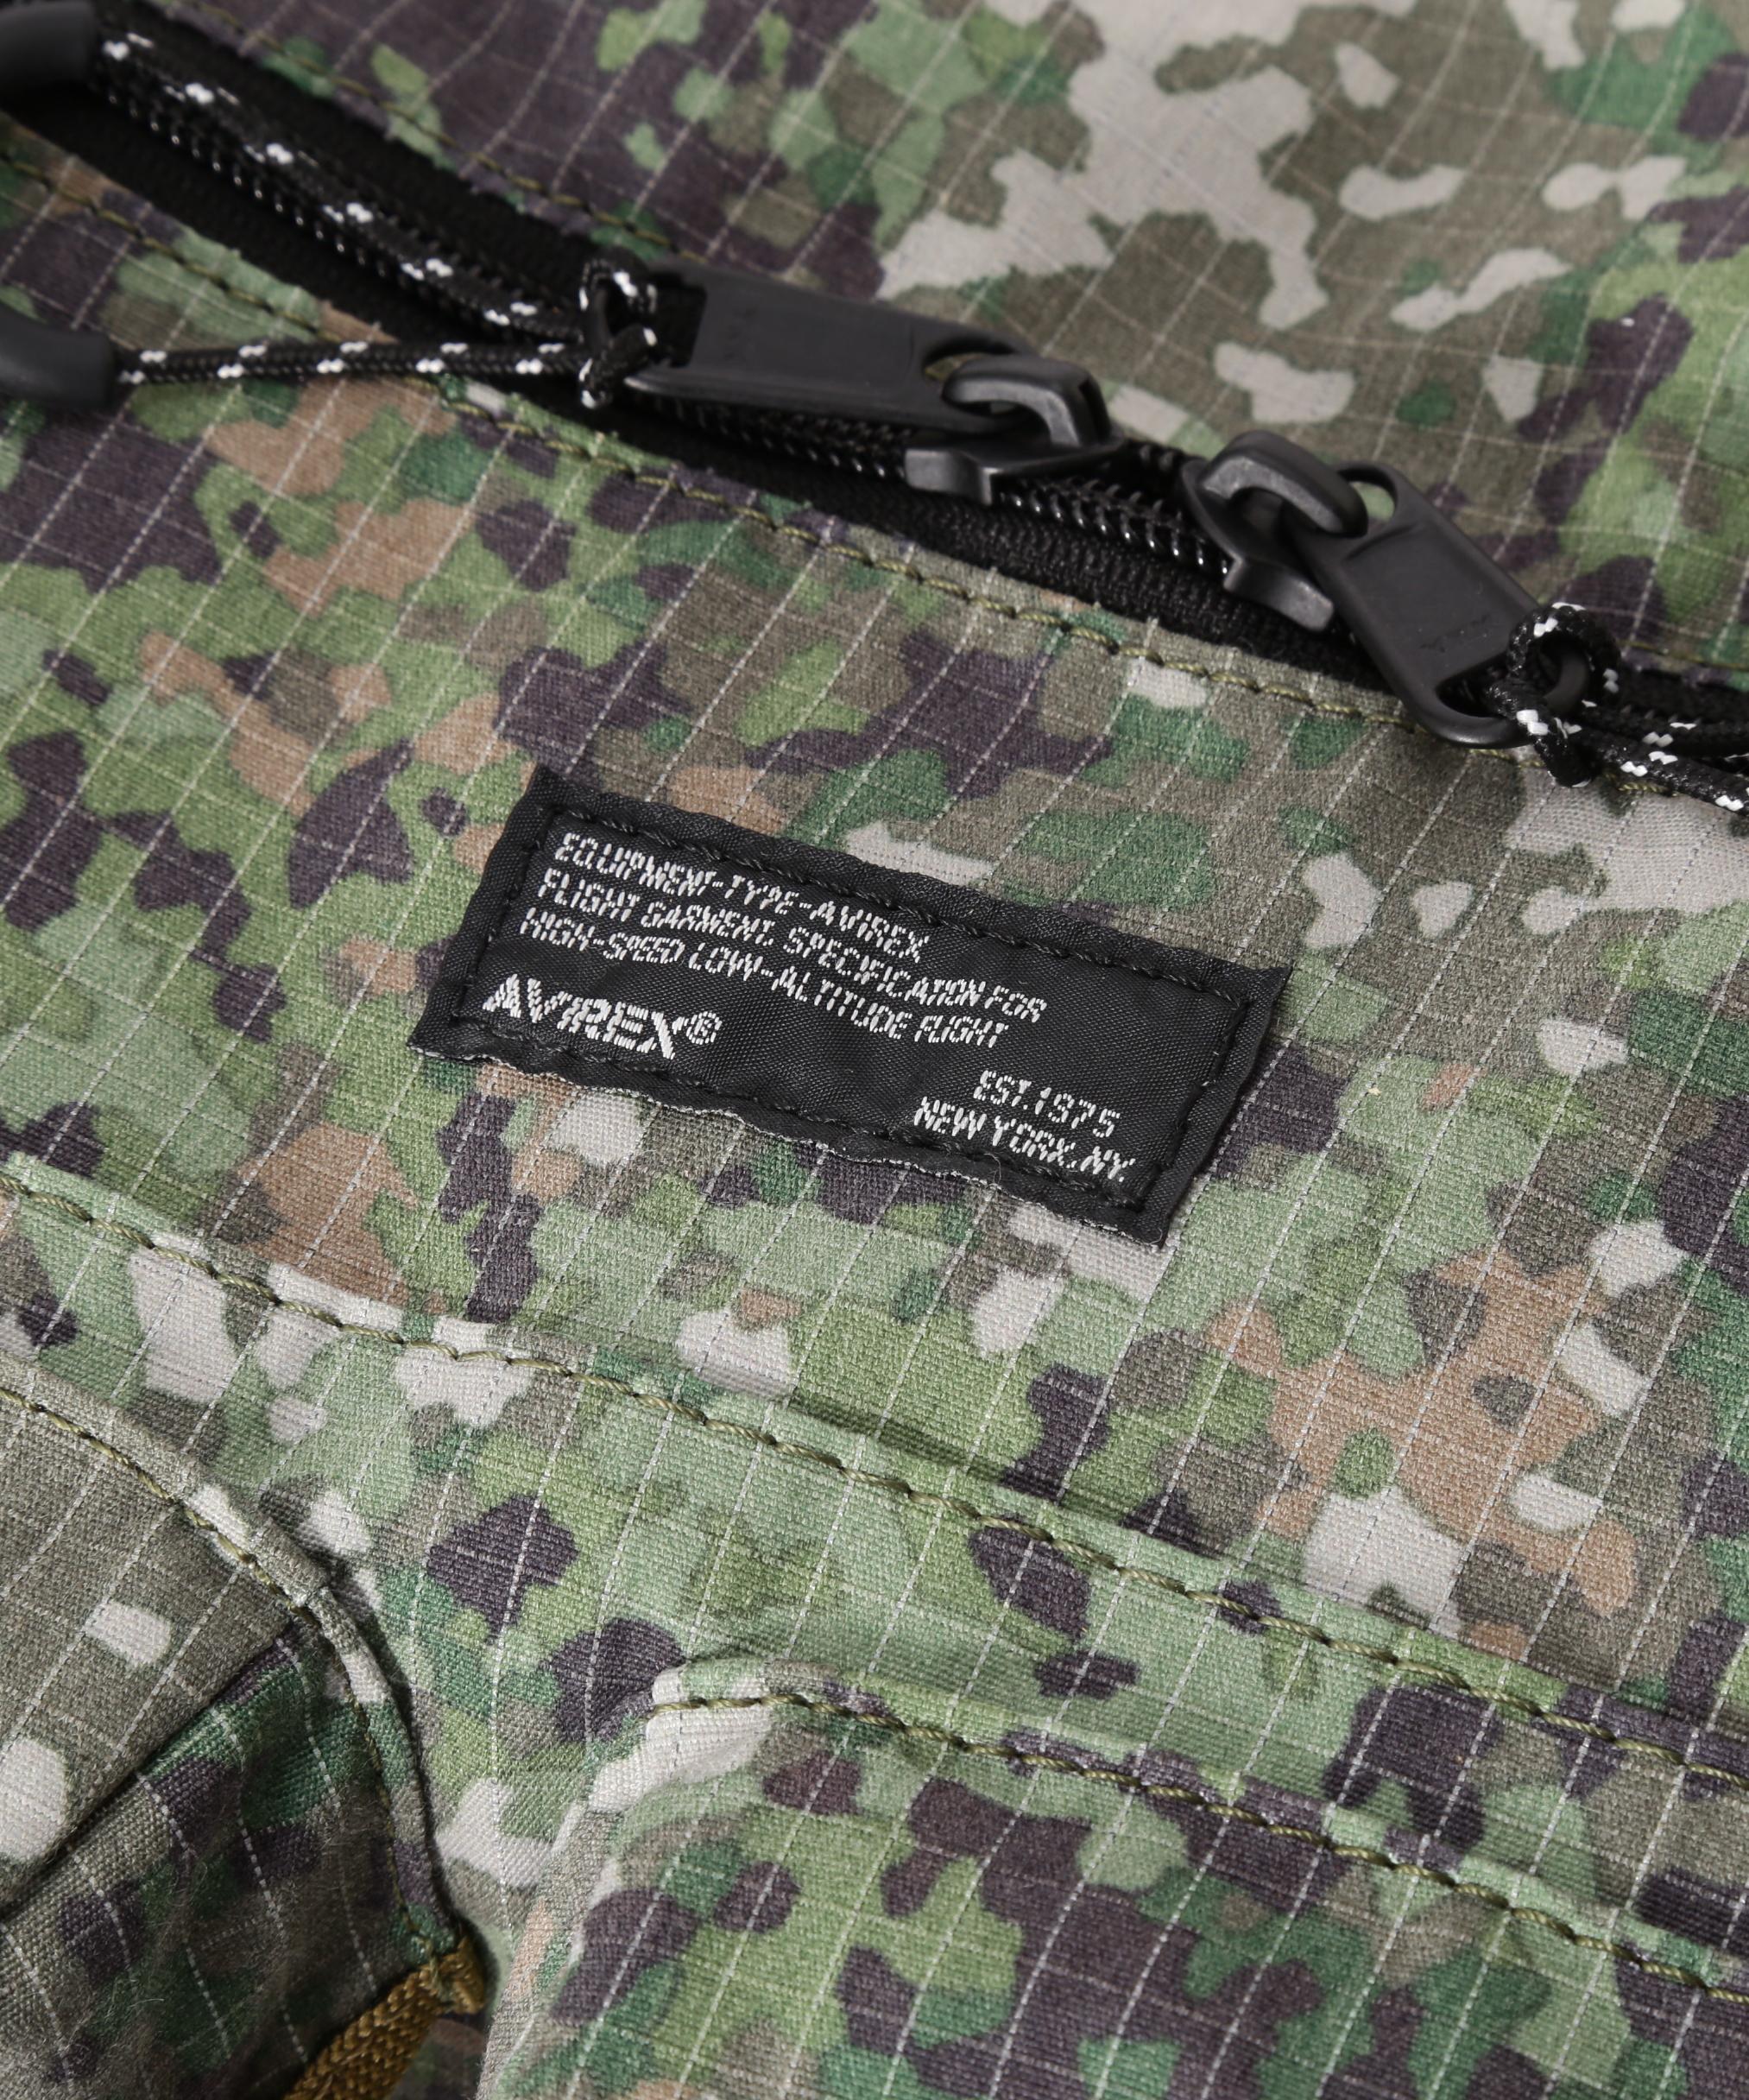 EQUIPMENT-TYPE-AVIREX
FLIGHT GARMENT. SPECIFICATION FOR
HIGH-SPEED LOW-ALTITUDE FLIGHT
AVIREX®
EST.1975
NEW YORK.NY.